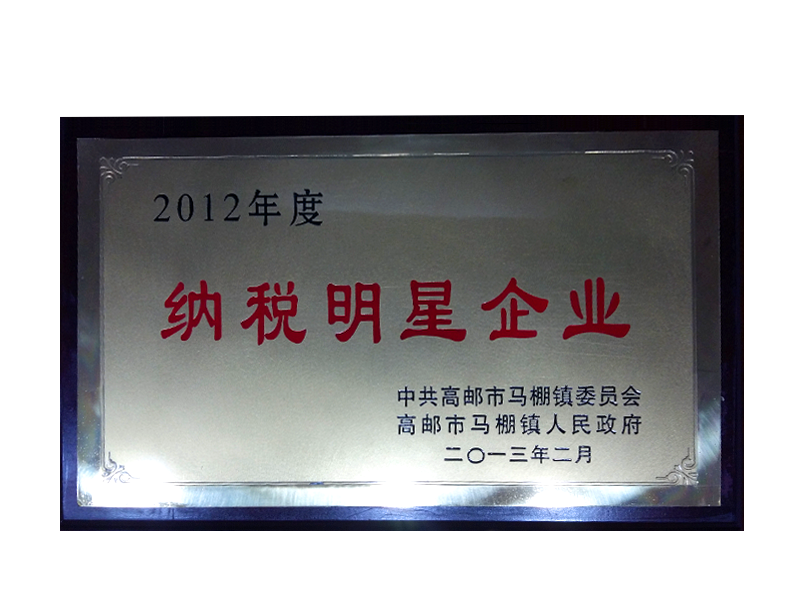 2012年度
纳税明星企业
中共高邮市马棚镇委员会
高邮市马棚镇人民政府
二〇一三年二月